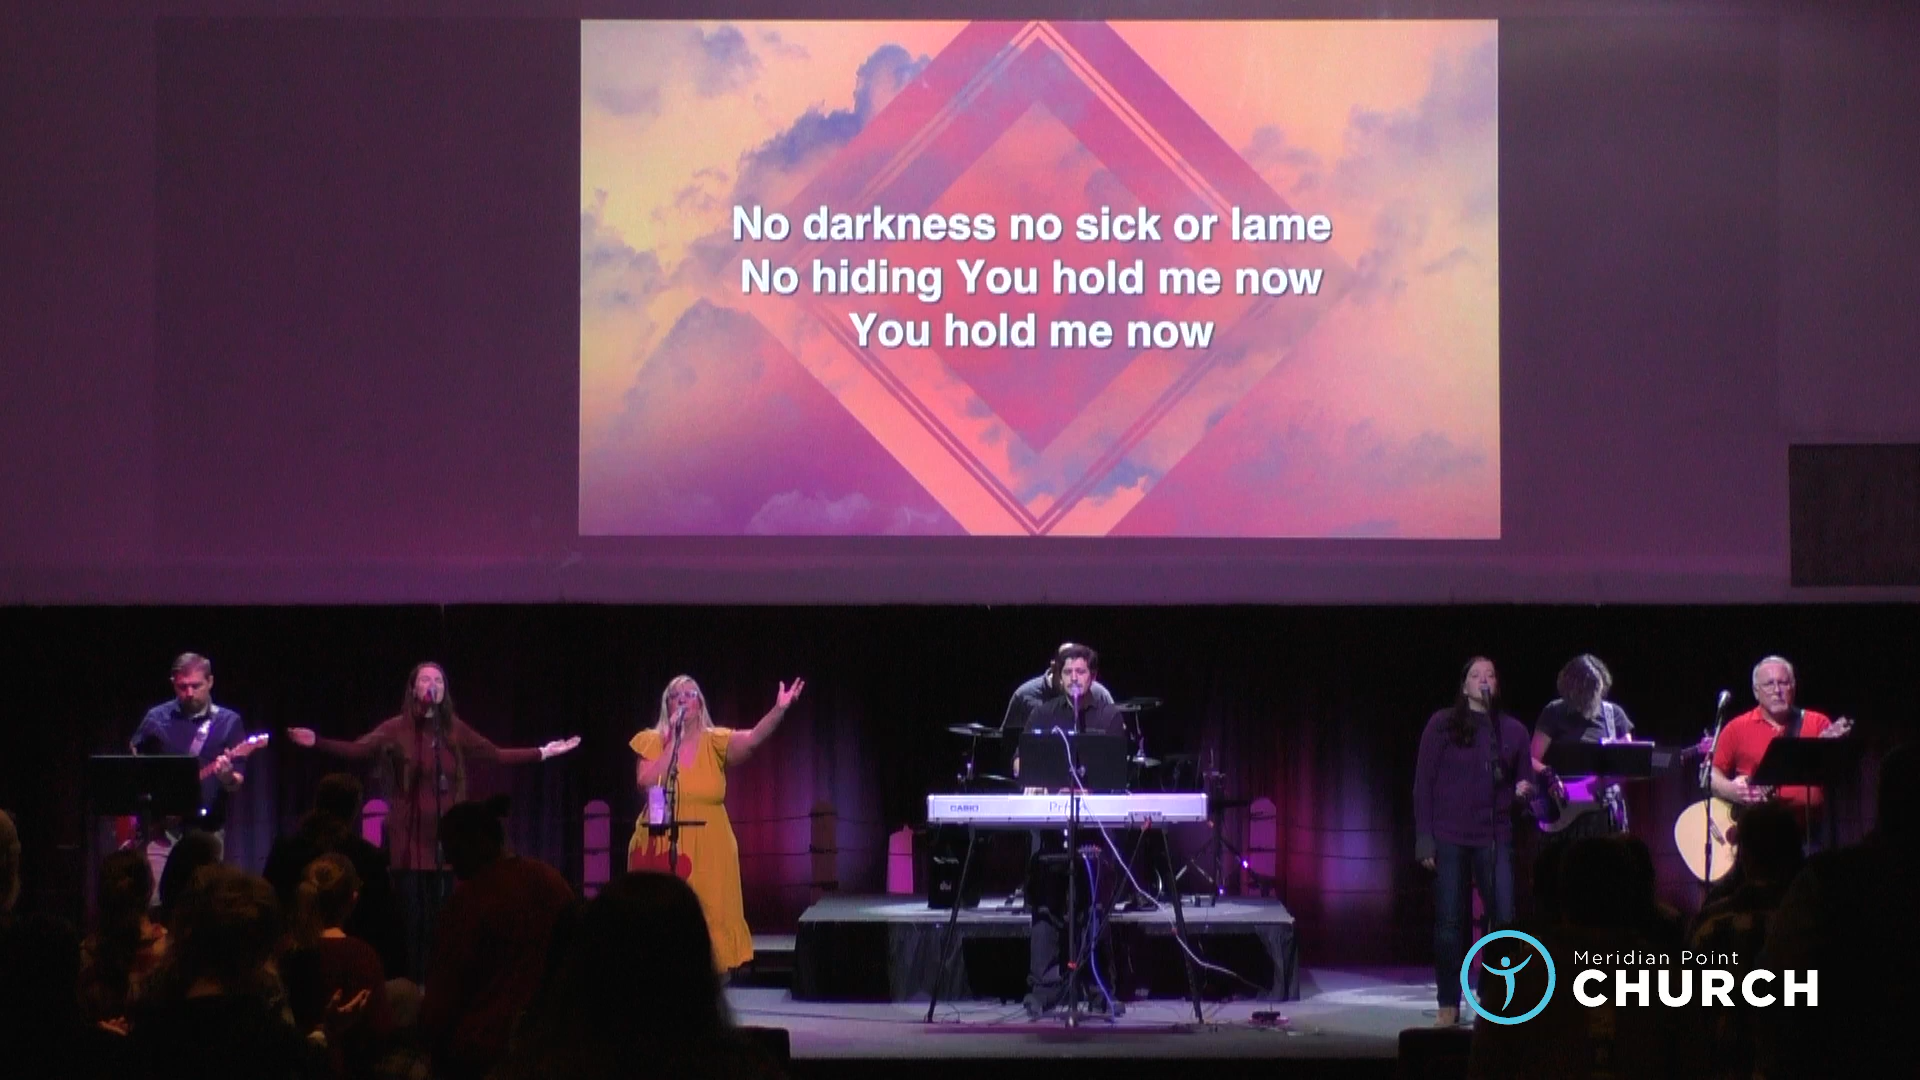 No darkness no sick or lame
No hiding You hold me now
You hold me now
CASIO
Meridian Point
CHURCH